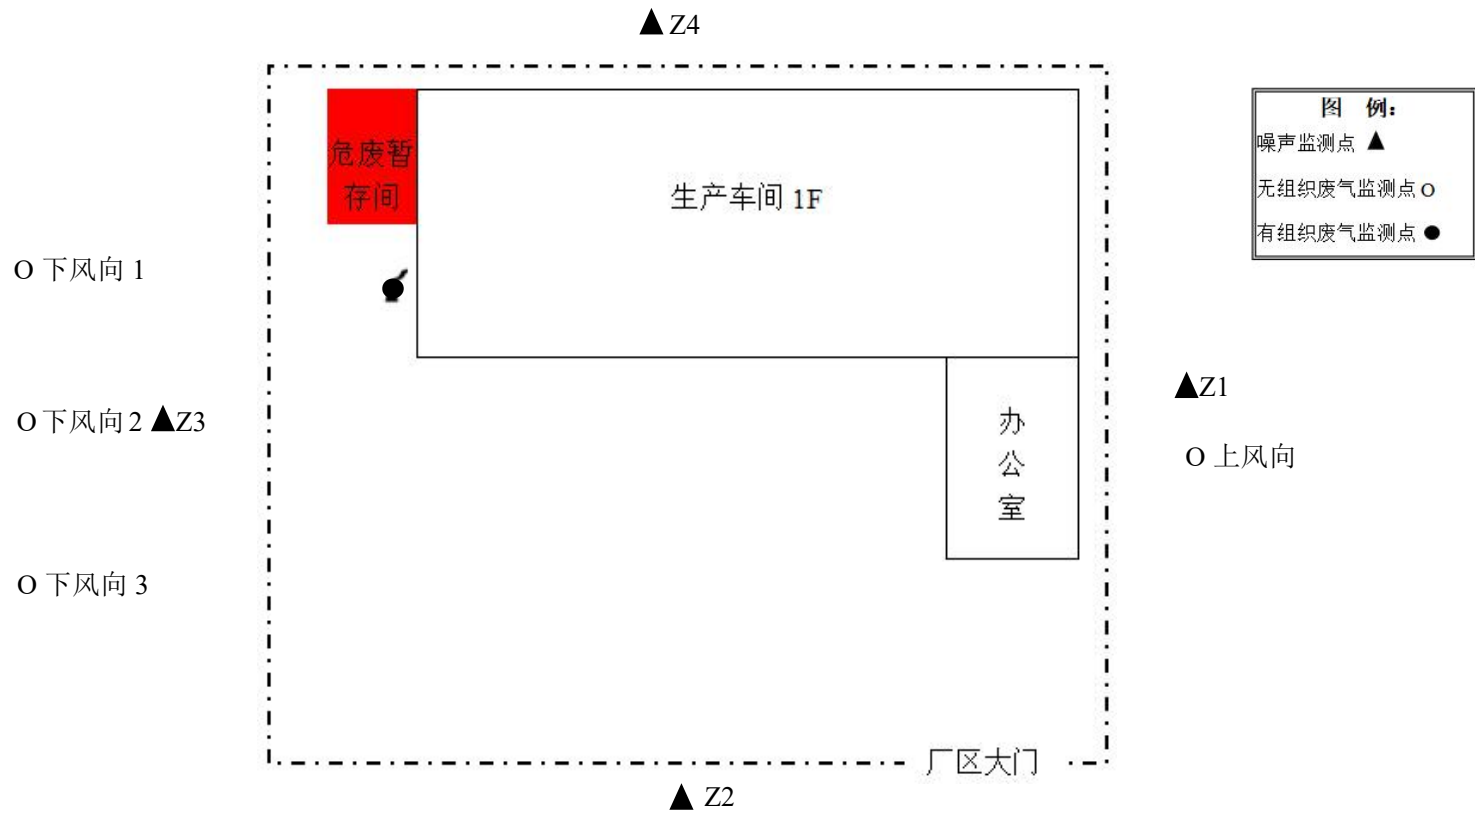 ▲ Z4
危废暂
存间
生产车间 1F
图 例：
噪声监测点 ▲
无组织废气监测点 O
有组织废气监测点 ●
O 下风向 1
▲Z1
O 下风向 2 ▲Z3
办
公
室
O 上风向
O 下风向 3
厂区大门
▲ Z2